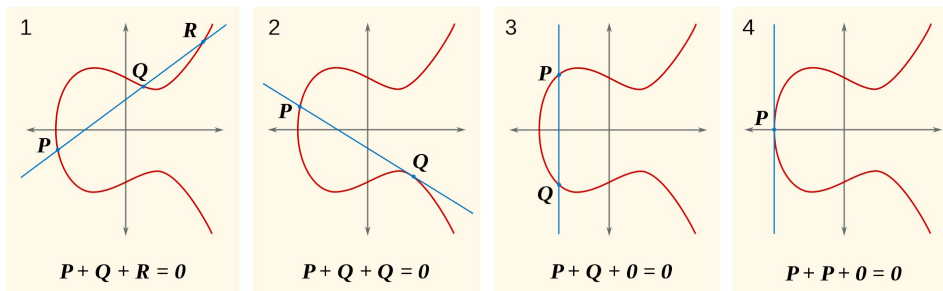 1
R
Q
P
P + Q + R = 0
2
P
Q
P + Q + Q = 0
3
P
Q
P + Q + 0 = 0
4
P
P + P + 0 = 0